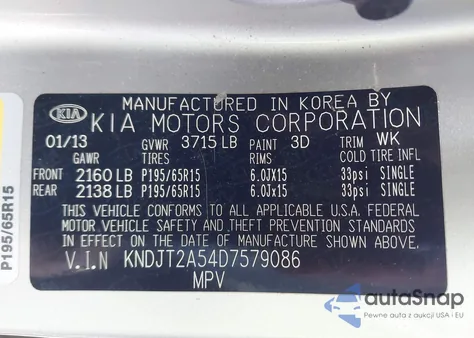 MANUFACTURED IN KOREA BY
KIA KIA MOTORS CORPORATION
01/13 GVWR 3715 LB PAINT 3D TRIM WK
GAWR TIRES RIMS COLD TIRE INFL
FRONT 2160 LB P195/65R15 6.0JX15 33psi SINGLE
REAR 2138 LB P195/65R15 6.0JX15 33psi SINGLE
THIS VEHICLE CONFORMS TO ALL APPLICABLE U.S.A. FEDERAL
MOTOR VEHICLE SAFETY AND THEFT PREVENTION STANDARDS
IN EFFECT ON THE DATE OF MANUFACTURE SHOWN ABOVE
V.I.N KNDJT2A54D7579086
MPV
P195/65R15
autoSnap
Pewne auta z USA i EU